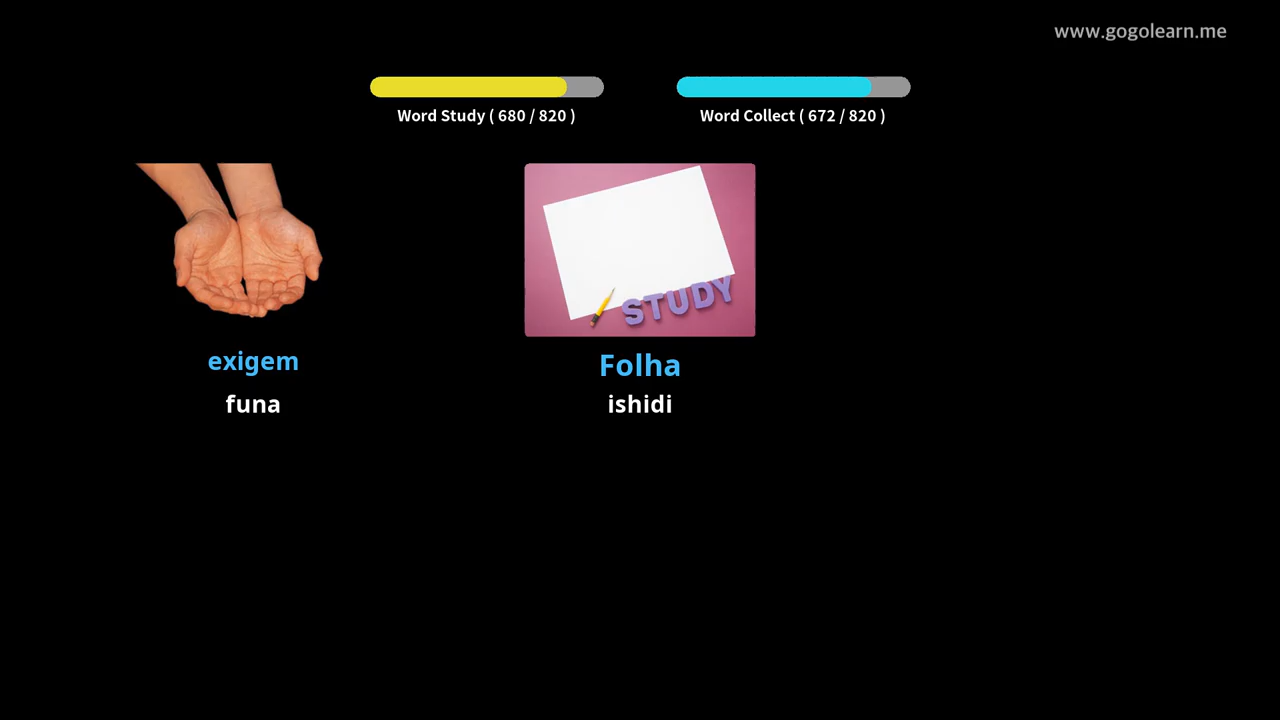 www.gogolearn.me
Word Study ( 680 / 820 )
Word Collect ( 672 / 820 )
STUDY
exigem
funa
Folha
ishidi